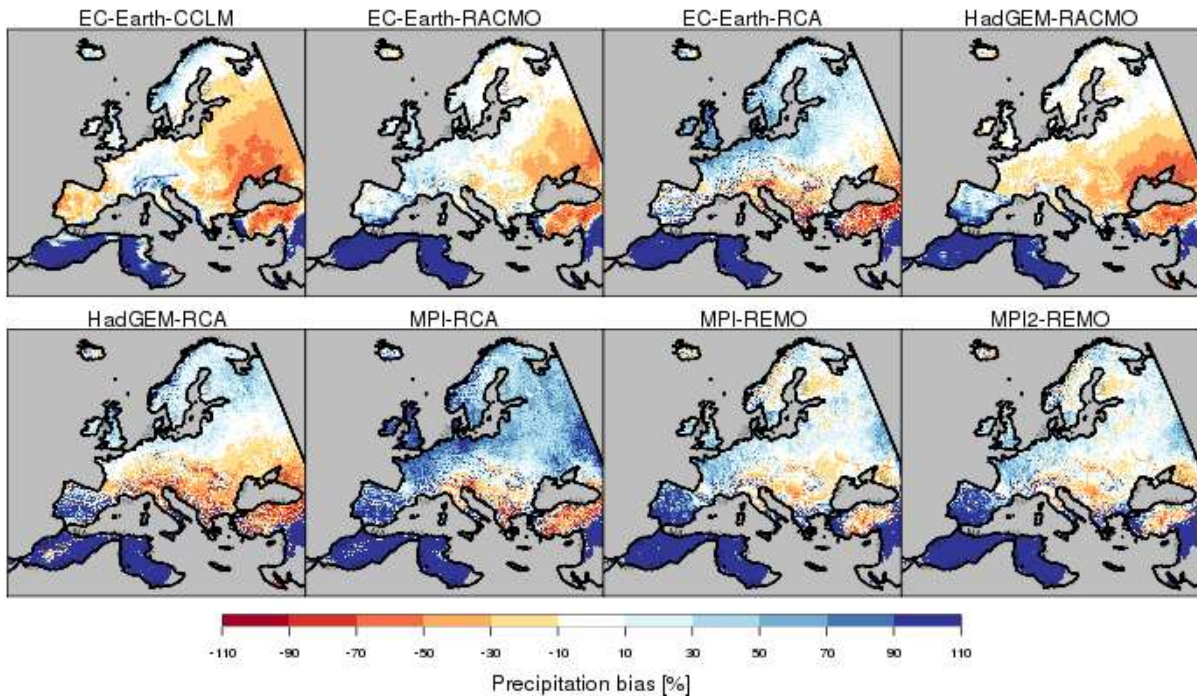 EC-Earth-CCLM EC-Earth-RACMO EC-Earth-RCA HadGEM-RACMO
HadGEM-RCA MPI-RCA MPI-REMO MPI2-REMO
-110 -90 -70 -50 -30 -10 10 30 50 70 90 110
Precipitation bias [%]